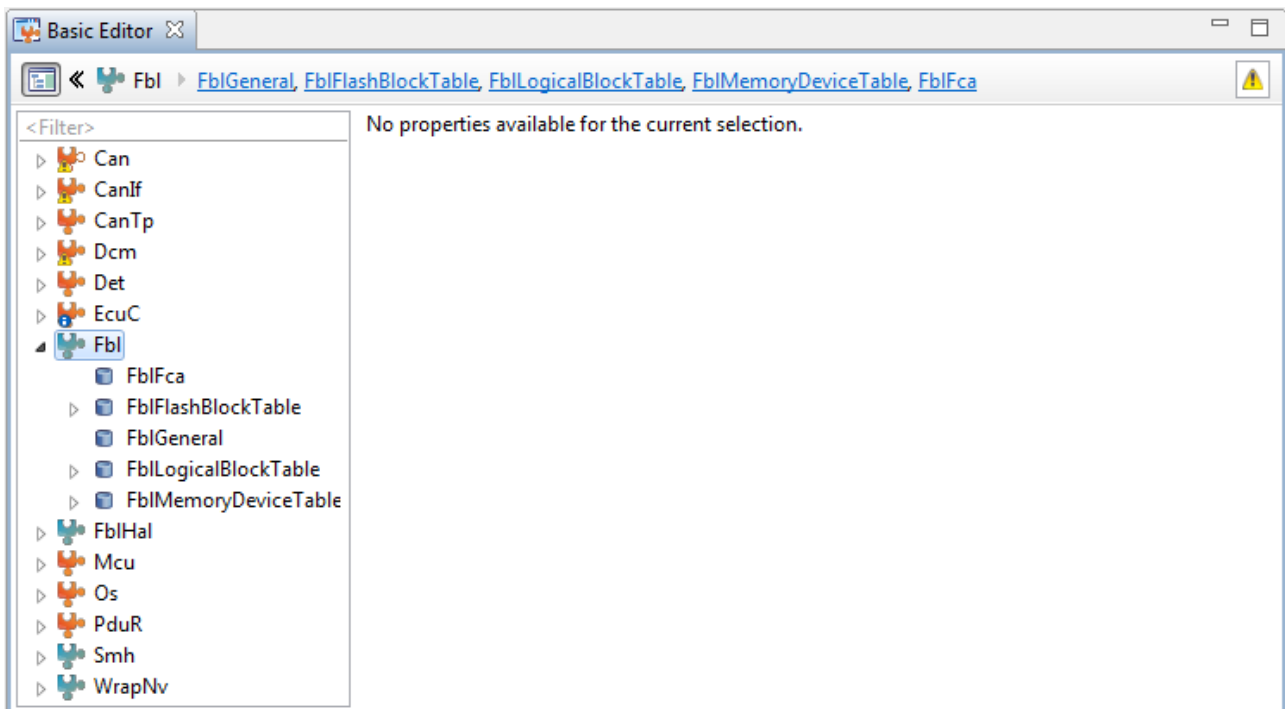 Basic Editor
Fbl FblGeneral, FblFlashBlockTable, FblLogicalBlockTable, FblMemoryDeviceTable, FblFca
<Filter>
No properties available for the current selection.
Can
CanIf
CanTp
Dcm
Det
EcuC
Fbl
FblFca
FblFlashBlockTable
FblGeneral
FblLogicalBlockTable
FblMemoryDeviceTable
FblHal
Mcu
Os
PduR
Smh
WrapNv